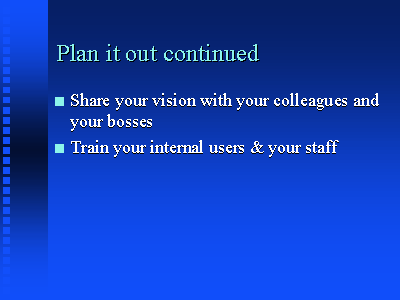 Plan it out continued
Share your vision with your colleagues and
your bosses
Train your internal users & your staff